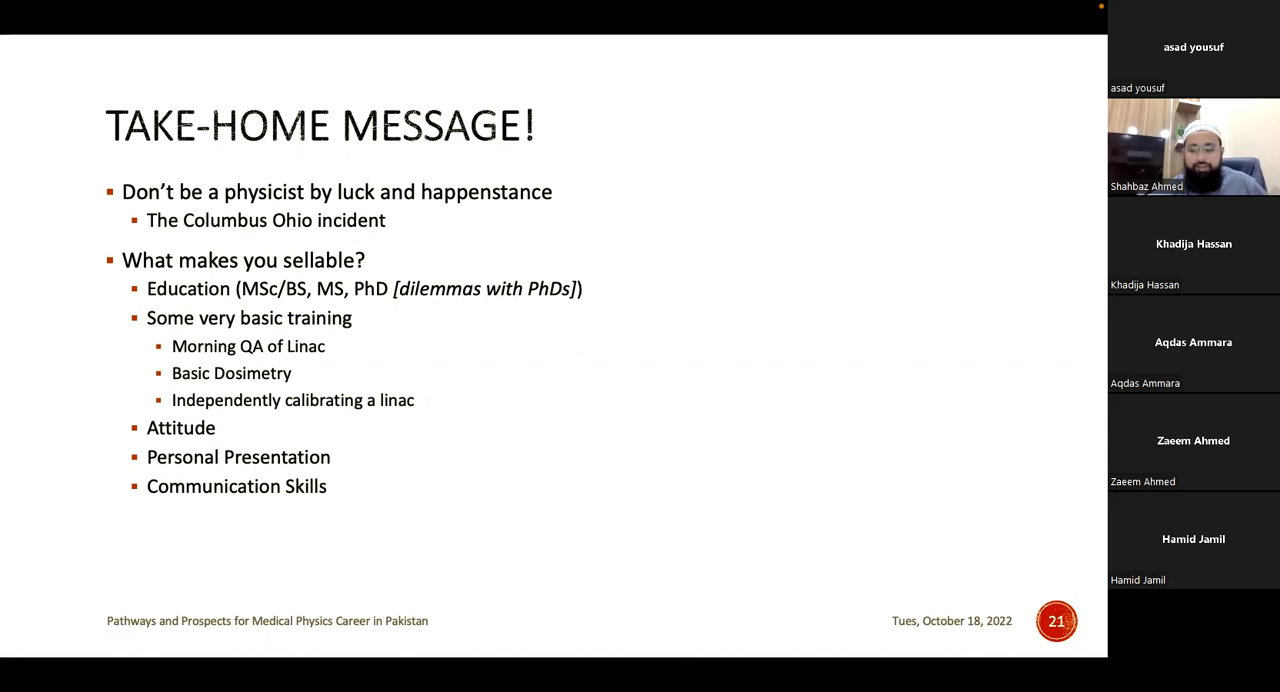 TAKE-HOME MESSAGE!
Don't be a physicist by luck and happenstance
The Columbus Ohio incident
What makes you sellable?
Education (MSc/BS, MS, PhD [dilemmas with PhDs])
Some very basic training
Morning QA of Linac
Basic Dosimetry
Independently calibrating a linac
Attitude
Personal Presentation
Communication Skills
Pathways and Prospects for Medical Physics Career in Pakistan
Tues, October 18, 2022
21
asad yousuf
asad yousuf
Shahbaz Ahmed
Khadija Hassan
Khadija Hassan
Aqdas Ammara
Aqdas Ammara
Zaeem Ahmed
Zaeem Ahmed
Hamid Jamil
Hamid Jamil